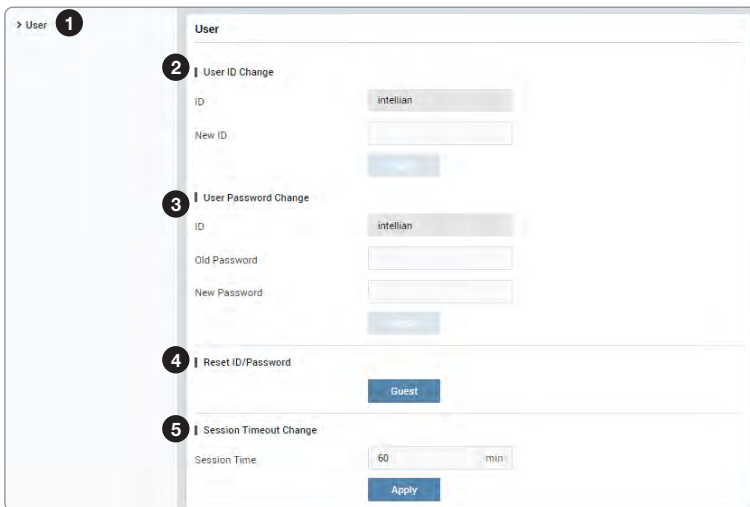 > User 1
User
2 User ID Change
ID intellian
New ID
3 User Password Change
ID intellian
Old Password
New Password
4 Reset ID/Password
Guest
5 Session Timeout Change
Session Time 60 min
Apply